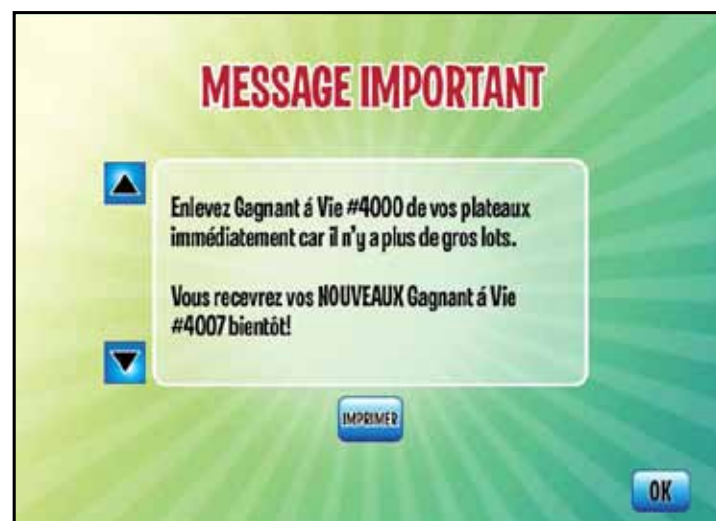 MESSAGE IMPORTANT
Enlevez Gagnant á Vie #4000 de vos plateaux
immédiatement car il n'y a plus de gros lots.
Vous recevrez vos NOUVEAUX Gagnant á Vie
#4007 bientôt!
IMPRIMER
OK